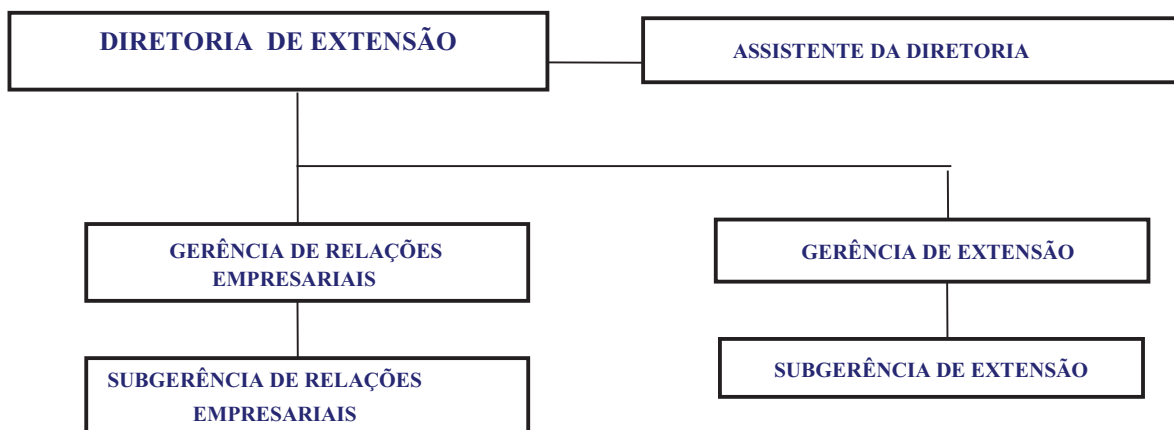 DIRETORIA DE EXTENSÃO
ASSISTENTE DA DIRETORIA
GERÊNCIA DE RELAÇÕES
EMPRESARIAIS
GERÊNCIA DE EXTENSÃO
SUBGERÊNCIA DE RELAÇÕES
EMPRESARIAIS
SUBGERÊNCIA DE EXTENSÃO